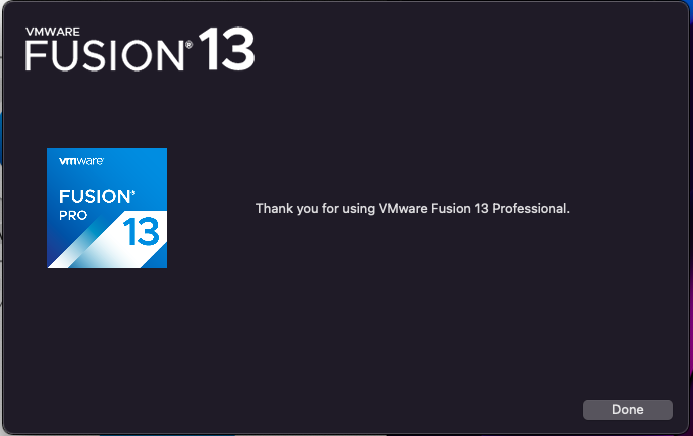 VMWARE
FUSION® 13
vmware®
FUSION®
PRO
13
Thank you for using VMware Fusion 13 Professional.
Done